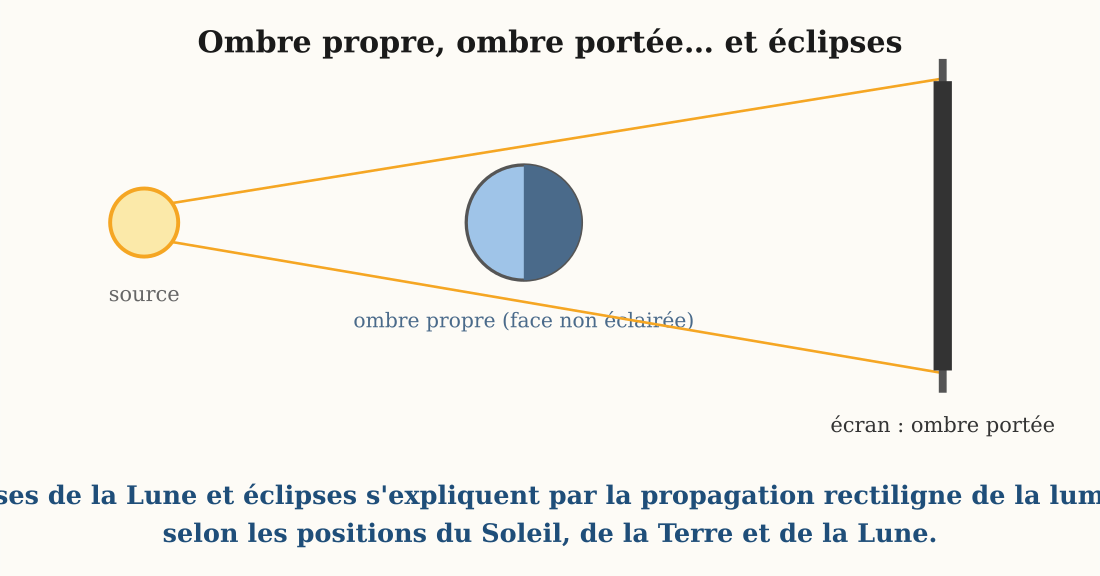 Ombre propre, ombre portée… et éclipses
source
ombre propre (face non éclairée)
écran : ombre portée
de la Lune et éclipses s'expliquent par la propagation rectiligne de la
selon les positions du Soleil, de la Terre et de la Lune.